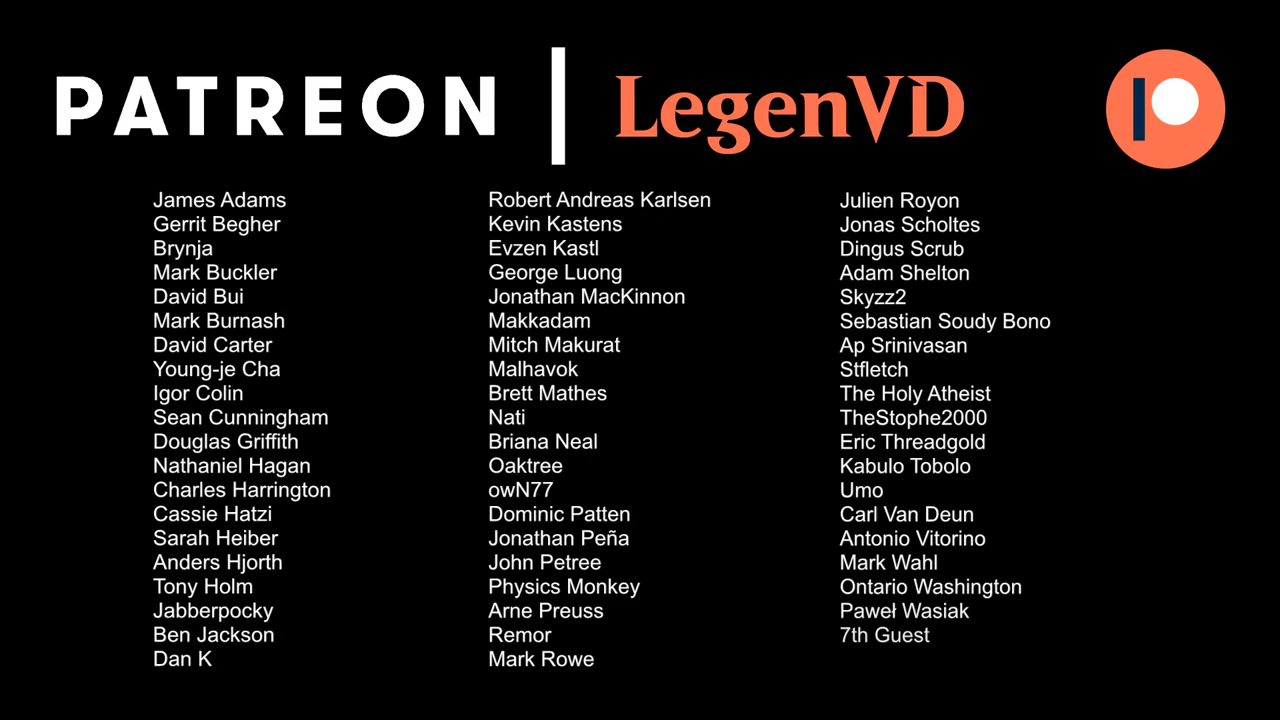 PATREON | LegenVD
James Adams
Gerrit Begher
Brynja
Mark Buckler
David Bui
Mark Burnash
David Carter
Young-je Cha
Igor Colin
Sean Cunningham
Douglas Griffith
Nathaniel Hagan
Charles Harrington
Cassie Hatzi
Sarah Heiber
Anders Hjorth
Tony Holm
Jabberpocky
Ben Jackson
Dan K
Robert Andreas Karlsen
Kevin Kastens
Evzen Kastl
George Luong
Jonathan MacKinnon
Makkadam
Mitch Makurat
Malhavok
Brett Mathes
Nati
Briana Neal
Oaktree
owN77
Dominic Patten
Jonathan Peña
John Petree
Physics Monkey
Arne Preuss
Remor
Mark Rowe
Julien Royon
Jonas Scholtes
Dingus Scrub
Adam Shelton
Skyzz2
Sebastian Soudy Bono
Ap Srinivasan
Stfletch
The Holy Atheist
TheStophe2000
Eric Threadgold
Kabulo Tobolo
Umo
Carl Van Deun
Antonio Vitorino
Mark Wahl
Ontario Washington
Paweł Wasiak
7th Guest